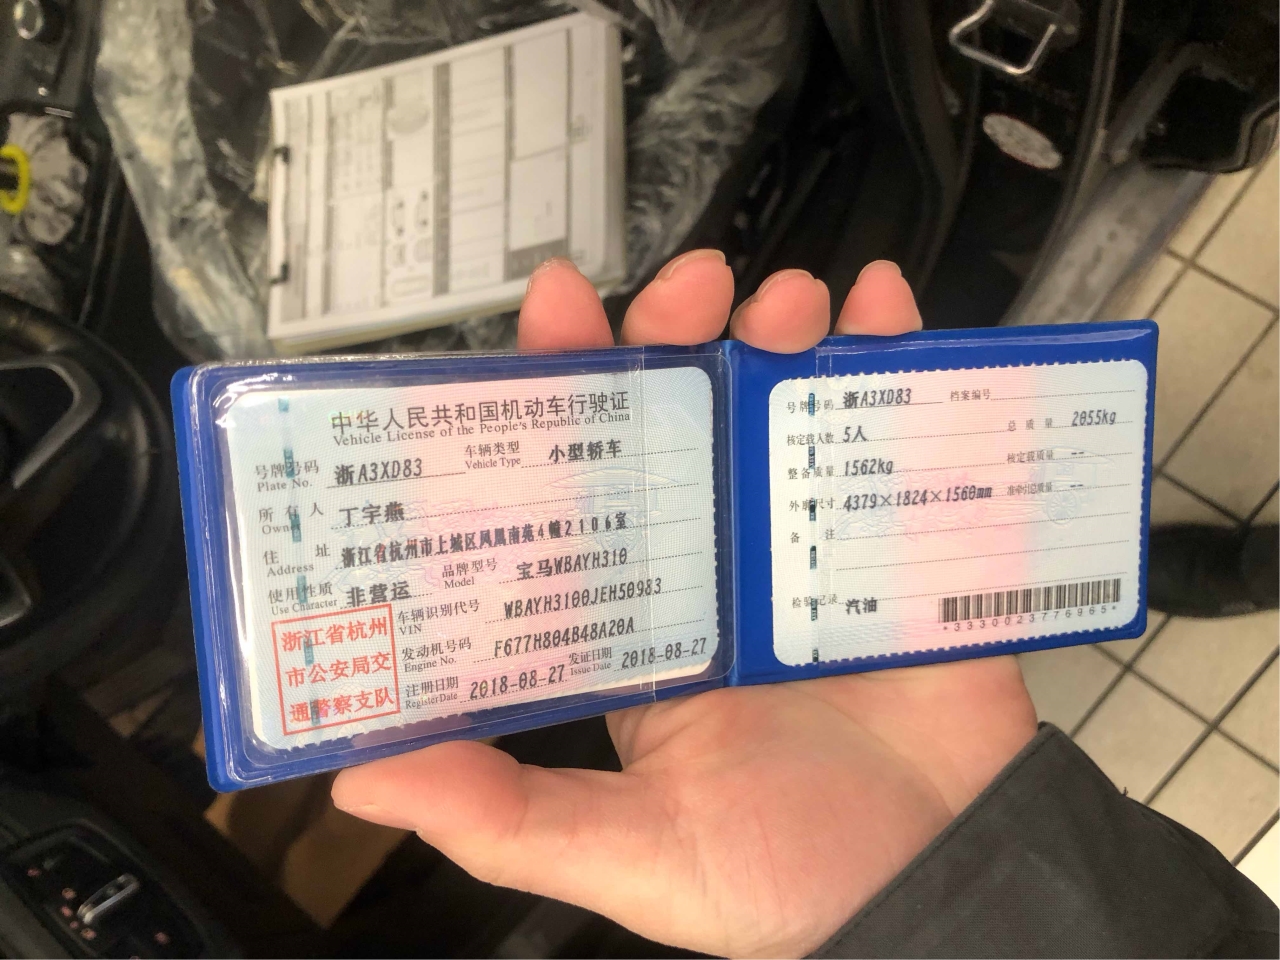 中华人民共和国机动车行驶证
Vehicle License of the People's Republic of China
号牌号码 浙A3XD83 车辆类型 小型轿车
Plate No. Vehicle Type
所有人 丁宇燕
Owner
住址 浙江省杭州市上城区凤凰南苑4幢2106室
Address
使用性质 非营运 品牌型号 宝马WBAYH310
Use Character Model
浙江省杭州
市公安局交
通警察支队
车辆识别代号 WBAYH3100JEH50983
VIN
发动机号码 F677H804B48A20A
Engine No.
注册日期 2018-08-27 发证日期 2018-08-27
Register Date Issue Date
号牌号码 浙A3XD83 档案编号
核定载人数 5人 总质量 2055kg
整备质量 1562kg 核定载质量 --
外廓尺寸 4379×1824×1560mm 准牵引总质量 --
备注
检验记录 汽油
*3330023776965*